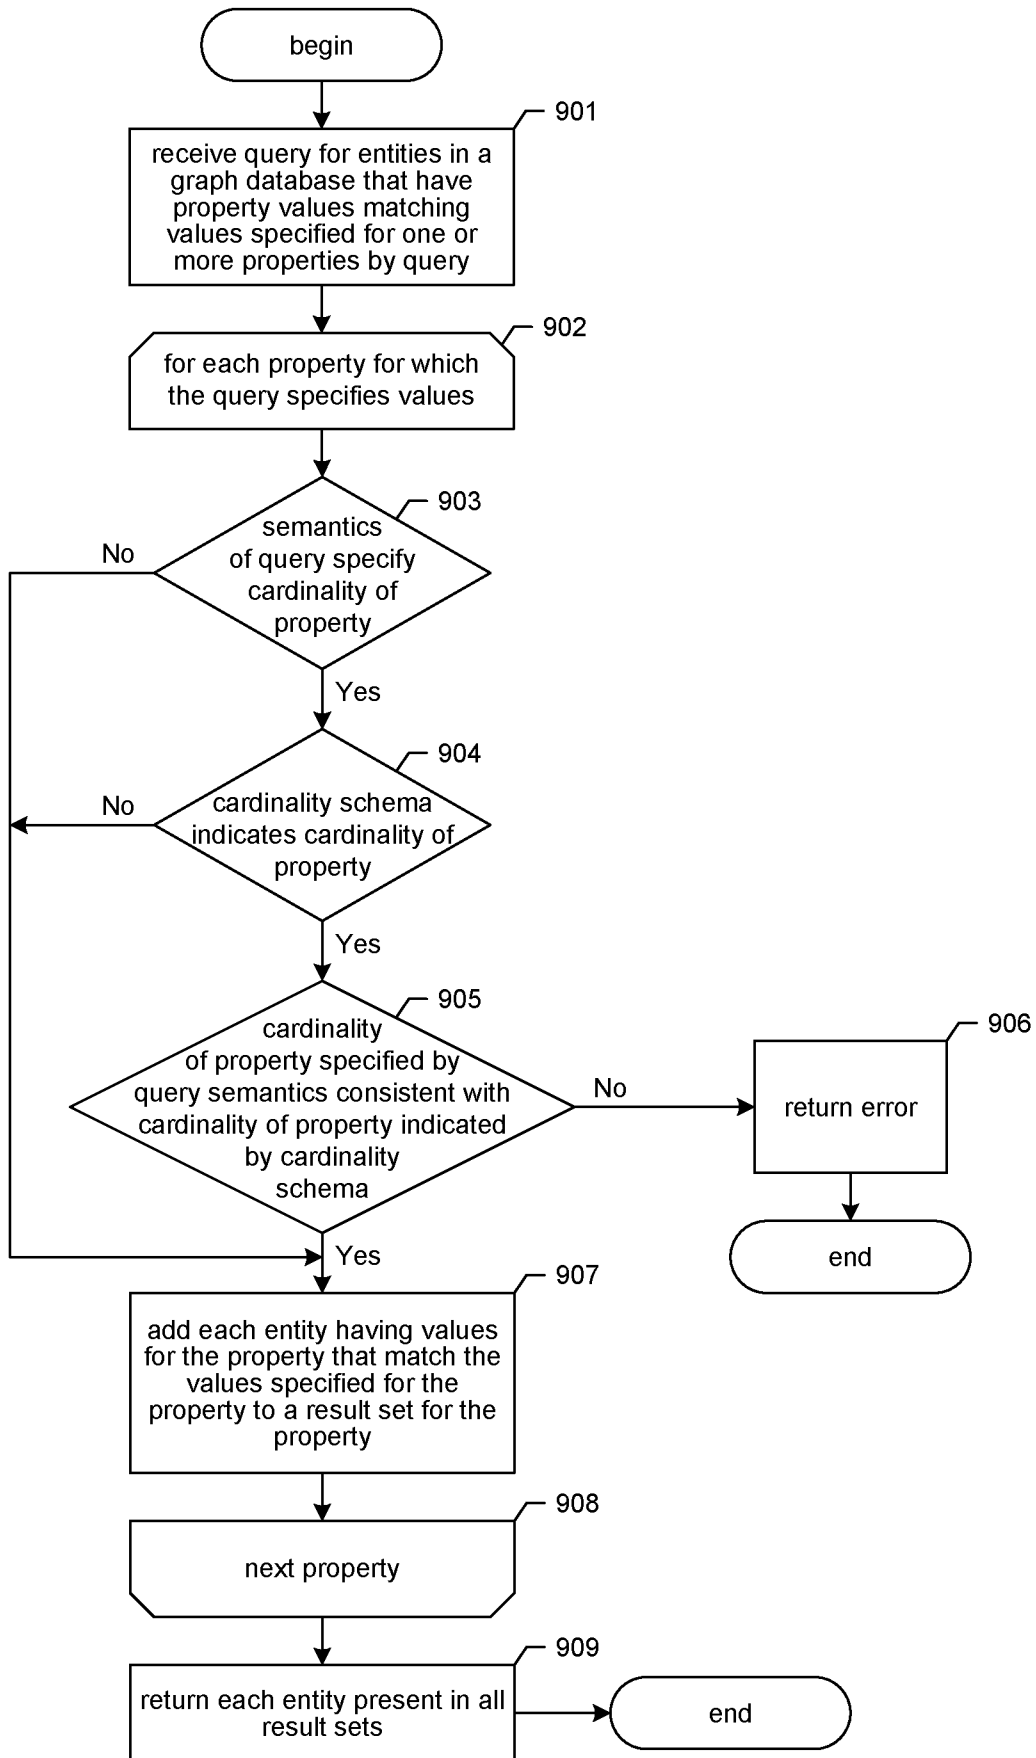 begin
901
receive query for entities in a
graph database that have
property values matching
values specified for one or
more properties by query
902
for each property for which
the query specifies values
903
semantics
of query specify
cardinality of
property
No
Yes
904
cardinality schema
indicates cardinality of
property
No
Yes
905
cardinality
of property specified by
query semantics consistent with
cardinality of property indicated
by cardinality
schema
No
906
return error
end
Yes
907
add each entity having values
for the property that match the
values specified for the
property to a result set for the
property
908
next property
909
return each entity present in all
result sets
end